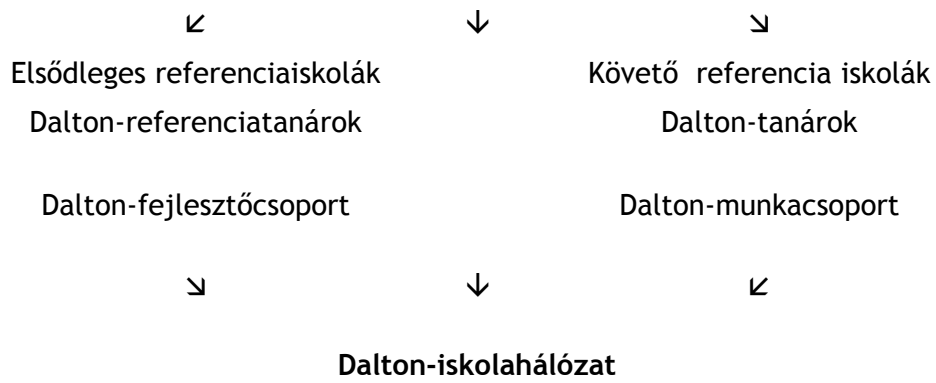 ↙ ↓ ↘
Elsődleges referenciaiskolák Követő referencia iskolák
Dalton-referenciatanárok Dalton-tanárok
Dalton-fejlesztőcsoport Dalton-munkacsoport
↘ ↓ ↙
Dalton-iskolahálózat